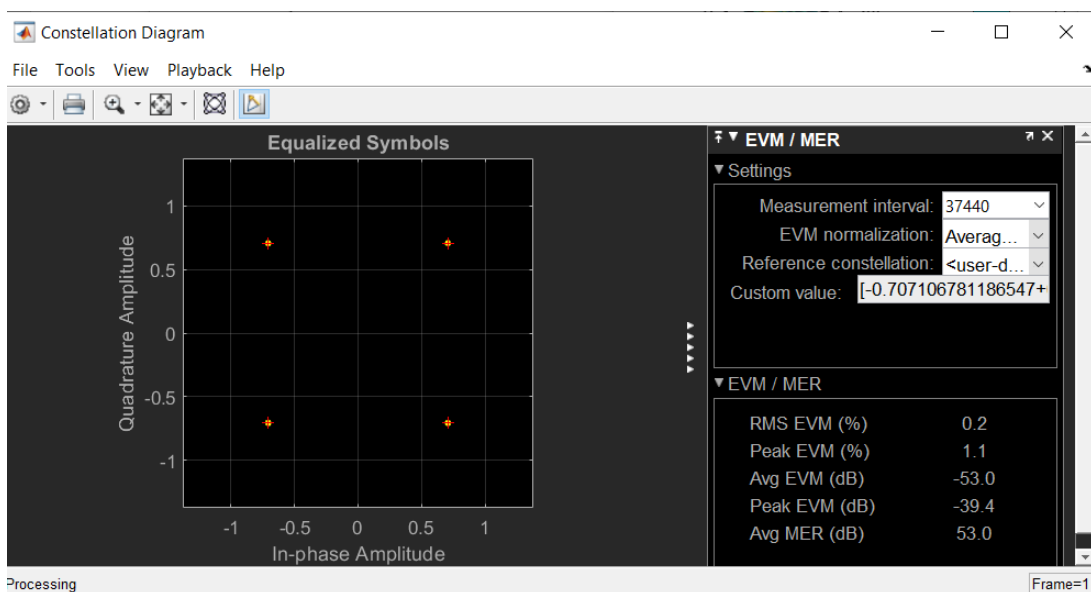 Constellation Diagram
File Tools View Playback Help
Equalized Symbols
1
0.5
0
-0.5
-1
Quadrature Amplitude
-1 -0.5 0 0.5 1
In-phase Amplitude
EVM / MER
Settings
Measurement interval: 37440
EVM normalization: Averag...
Reference constellation: <user-d...
Custom value: [-0.707106781186547+
EVM / MER
RMS EVM (%) 0.2
Peak EVM (%) 1.1
Avg EVM (dB) -53.0
Peak EVM (dB) -39.4
Avg MER (dB) 53.0
Processing Frame=1